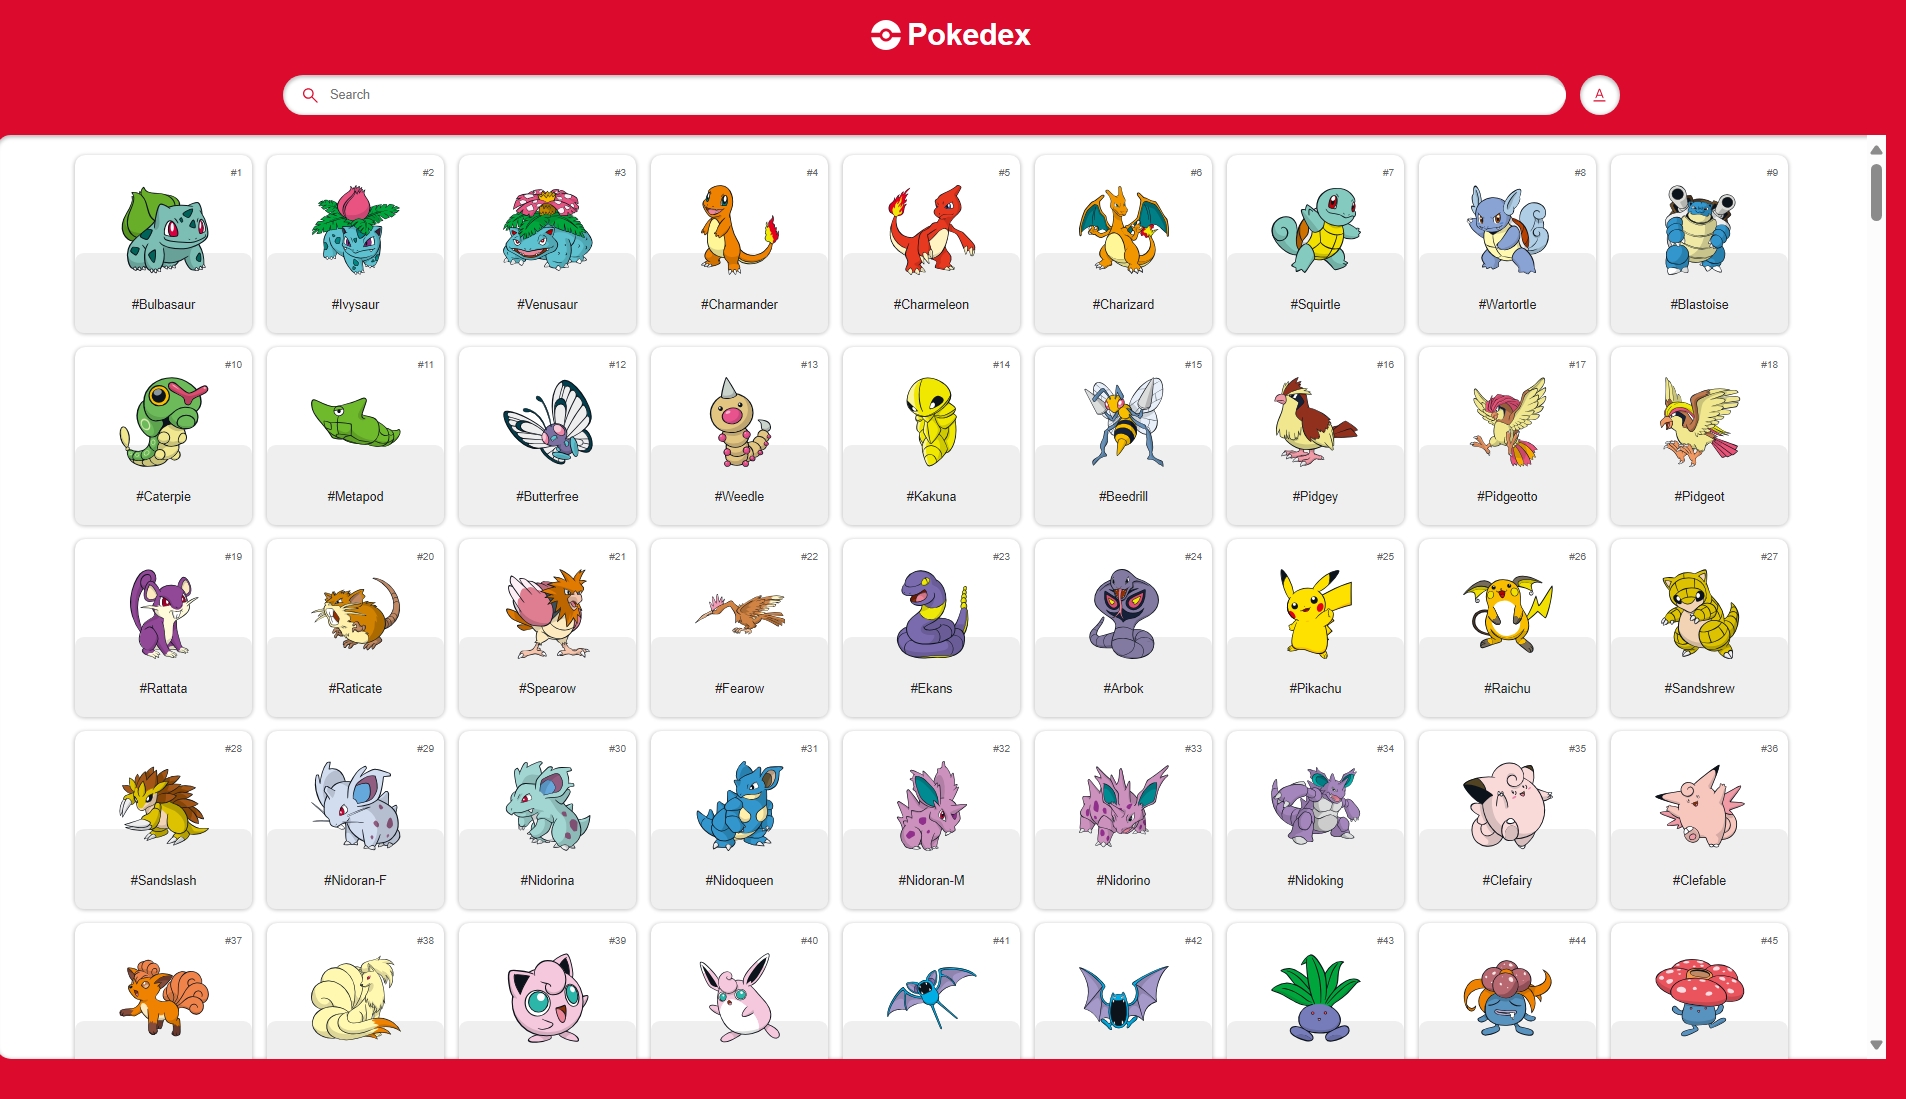 Pokedex
Search A
#1 #2 #3 #4 #5 #6 #7 #8 #9
#Bulbasaur #Ivysaur #Venusaur #Charmander #Charmeleon #Charizard #Squirtle #Wartortle #Blastoise
#10 #11 #12 #13 #14 #15 #16 #17 #18
#Caterpie #Metapod #Butterfree #Weedle #Kakuna #Beedrill #Pidgey #Pidgeotto #Pidgeot
#19 #20 #21 #22 #23 #24 #25 #26 #27
#Rattata #Raticate #Spearow #Fearow #Ekans #Arbok #Pikachu #Raichu #Sandshrew
#28 #29 #30 #31 #32 #33 #34 #35 #36
#Sandslash #Nidoran-F #Nidorina #Nidoqueen #Nidoran-M #Nidorino #Nidoking #Clefairy #Clefable
#37 #38 #39 #40 #41 #42 #43 #44 #45